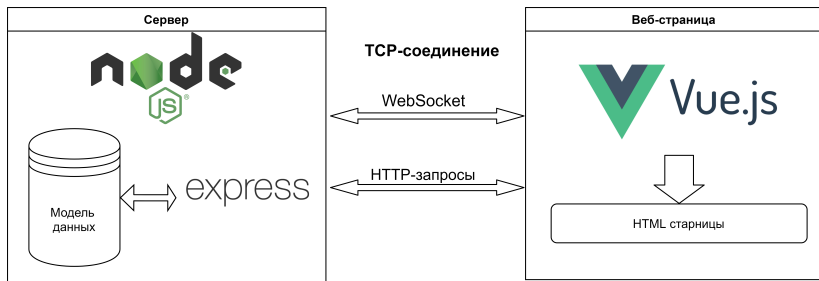 Сервер
Веб-страница
node
JS
®
TCP-соединение
WebSocket
Vue.js
HTTP-запросы
express
Модель
данных
HTML старницы